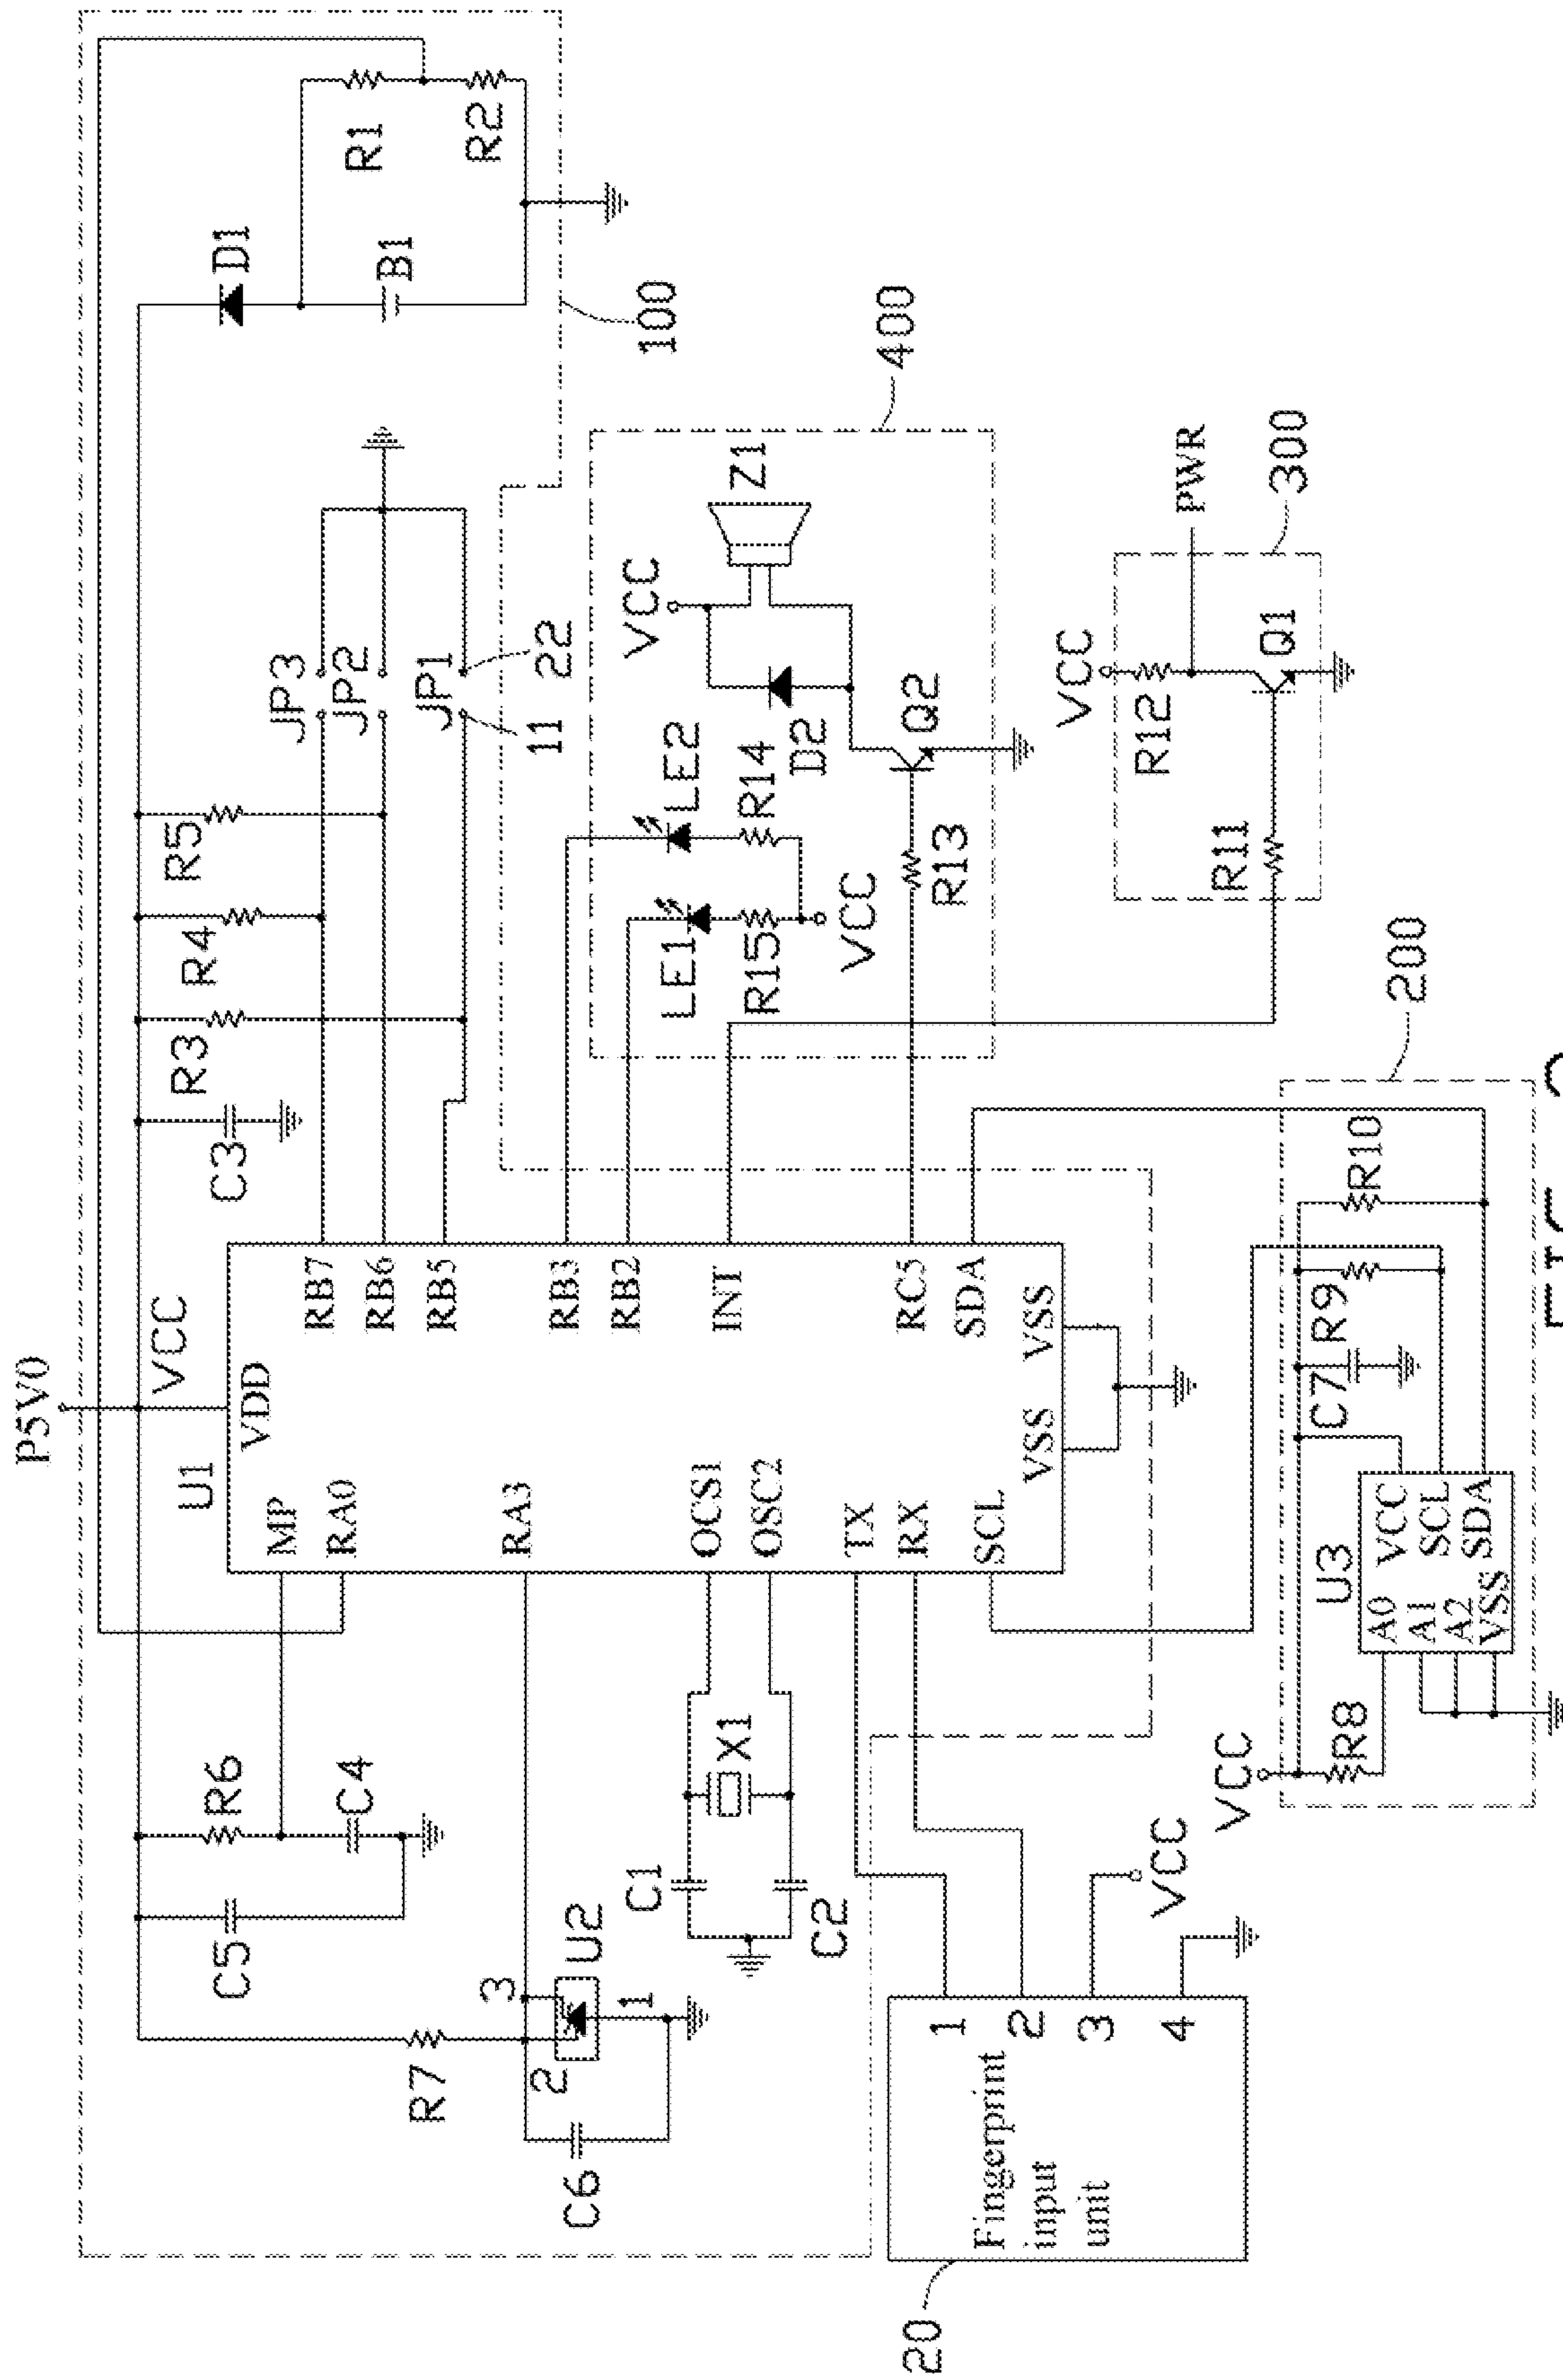 P5V0
VCC
U1
VDD
MP
RA0
RA3
OCS1
OSC2
TX
RX
SCL
RB7
RB6
RB5
RB3
RB2
INT
RC5
SDA
VSS
VSS
R7
C5
R6
C4
C6
U2
3
2
1
C1
C2
X1
C3
R3
R4
R5
JP3
JP2
JP1
11
22
D1
B1
R1
R2
100
LE1
LE2
R15
R14
VCC
VCC
D2
Z1
Q2
R13
400
VCC
R12
PWR
Q1
R11
300
20
Fingerprint
input
unit
1
2
3
4
VCC
VCC
R8
U3
A0
A1
A2
VSS
VCC
SCL
SDA
C7
R9
R10
200